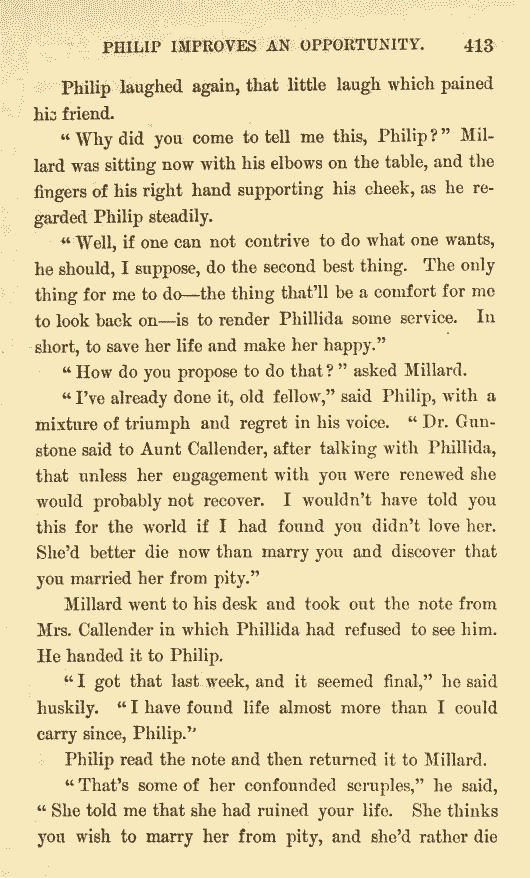 PHILIP IMPROVES AN OPPORTUNITY. 413
Philip laughed again, that little laugh which pained
his friend.
“Why did you come to tell me this, Philip?” Mil-
lard was sitting now with his elbows on the table, and the
fingers of his right hand supporting his cheek, as he re-
garded Philip steadily.
“Well, if one can not contrive to do what one wants,
he should, I suppose, do the second best thing. The only
thing for me to do—the thing that’ll be a comfort for me
to look back on—is to render Phillida some service. In
short, to save her life and make her happy.”
“How do you propose to do that?” asked Millard.
“I’ve already done it, old fellow,” said Philip, with a
mixture of triumph and regret in his voice. “Dr. Gun-
stone said to Aunt Callender, after talking with Phillida,
that unless her engagement with you were renewed she
would probably not recover. I wouldn’t have told you
this for the world if I had found you didn’t love her.
She’d better die now than marry you and discover that
you married her from pity.”
Millard went to his desk and took out the note from
Mrs. Callender in which Phillida had refused to see him.
He handed it to Philip.
“I got that last week, and it seemed final,” he said
huskily. “I have found life almost more than I could
carry since, Philip.”
Philip read the note and then returned it to Millard.
“That’s some of her confounded scruples,” he said,
“She told me that she had ruined your life. She thinks
you wish to marry her from pity, and she’d rather die